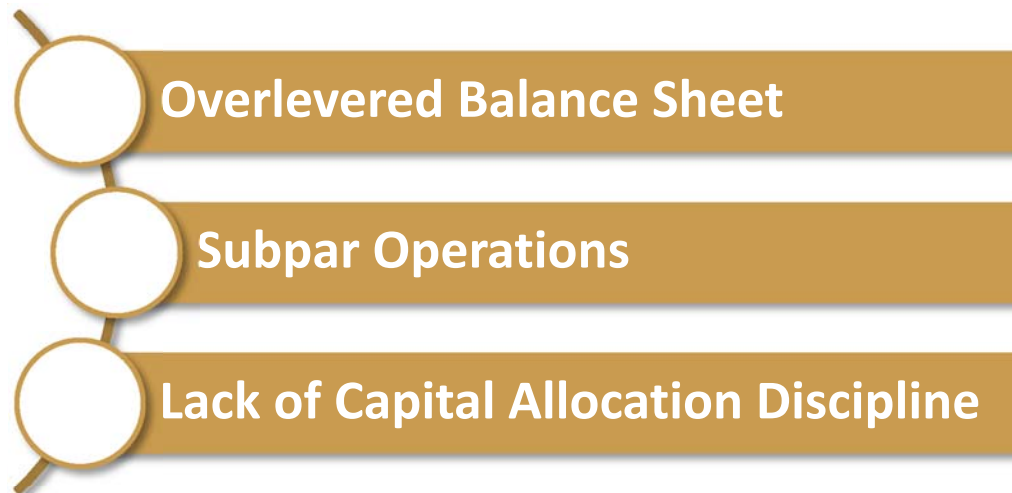 Overlevered Balance Sheet
Subpar Operations
Lack of Capital Allocation Discipline